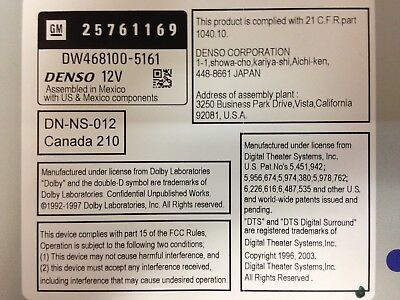 GM 25761169
DW468100-5161
DENSO 12V
Assembled in Mexico
with US & Mexico components
This product is complied with 21 C.F.R.part
1040.10.
DENSO CORPORATION
1-1,showa-cho,kariya-shi,Aichi-ken,
448-8661 JAPAN
Address of assembly plant :
3250 Business Park Drive,Vista,California
92081, U.S.A.
DN-NS-012
Canada 210
Manufactured under license from Dolby Laboratories
"Dolby" and the double-D symbol are trademarks of
Dolby Laboratories. Confidential Unpublished Works.
©1992-1997 Dolby Laboratories, Inc. All rights reserved.
Manufactured under license from
Digital Theater Systems, Inc.
U.S. Pat.No's 5,451,942;
5,956,674,5,974,380,5,978,762;
6,226,616,6,487,535 and other U.S.
and world-wide patents issued and
pending.
"DTS" and "DTS Digital Surround"
are registered trademarks of
Digital Theater Systems,Inc.
Copyright 1996, 2003.
Digital Theater Systems, Inc.
This device complies with part 15 of the FCC Rules,
Operation is subject to the following two conditions:
(1) This device may not cause harmful interference, and
(2) this device must accept any interference received,
including interference that may cause undesired
operation.